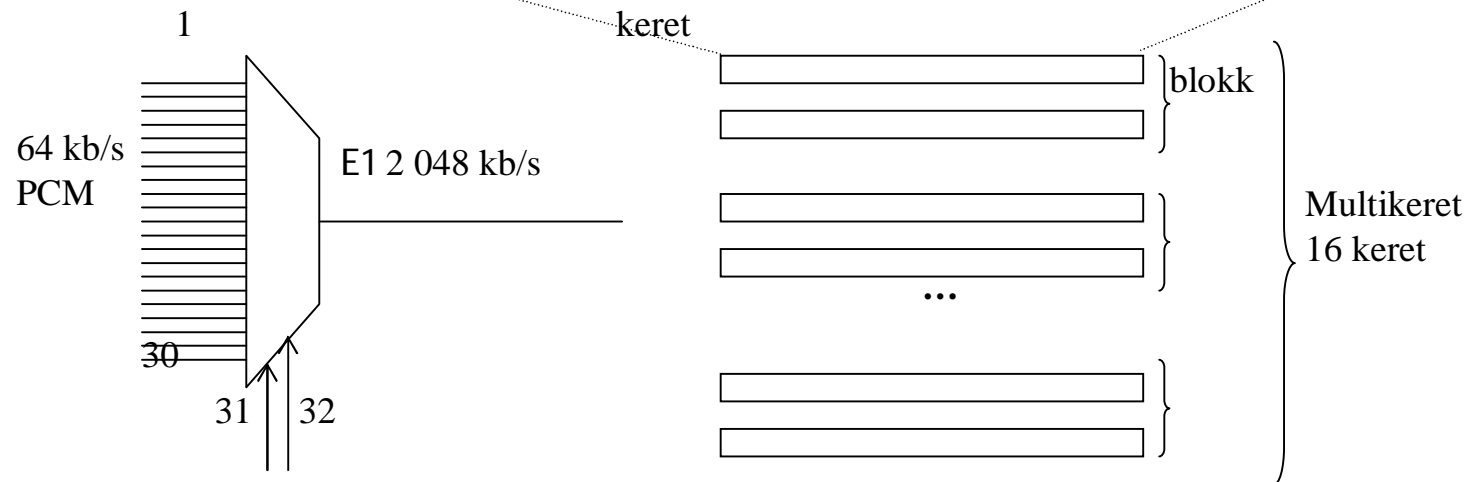 1
64 kb/s
PCM
30
31
32
E1 2 048 kb/s
keret
blokk
...
Multikeret
16 keret